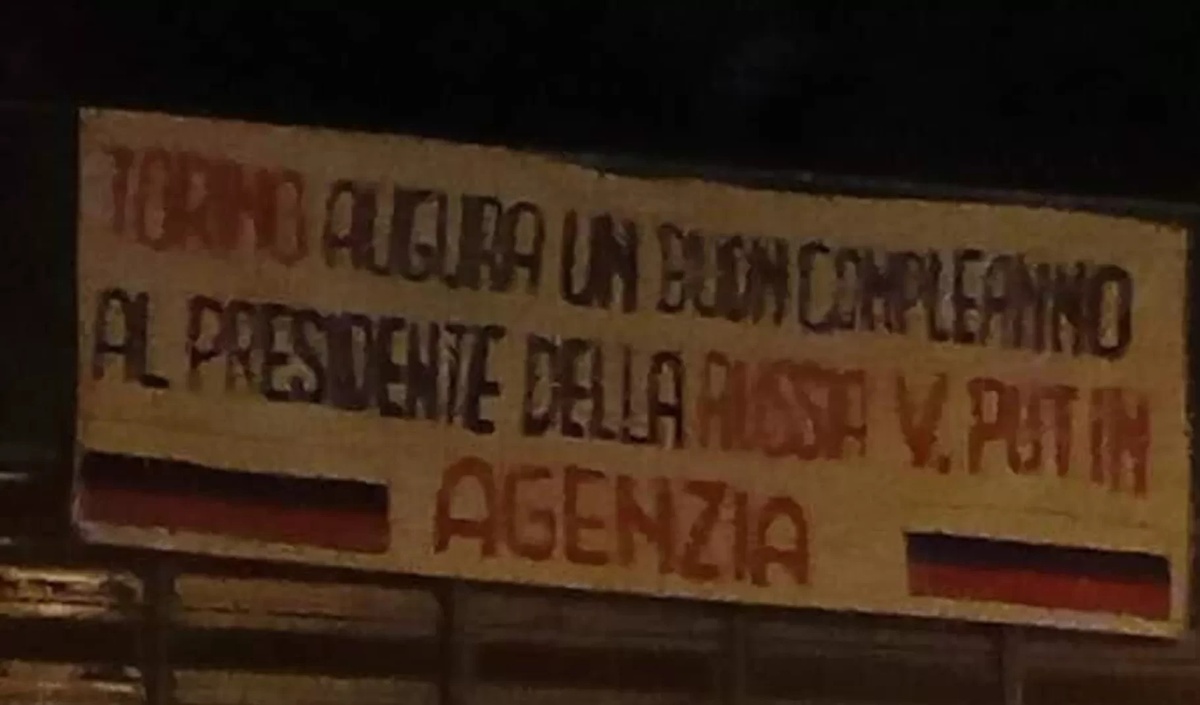 TORINO AUGURA UN BUON COMPLEANNO
AL PRESIDENTE DELLA RUSSIA V. PUTIN
AGENZIA